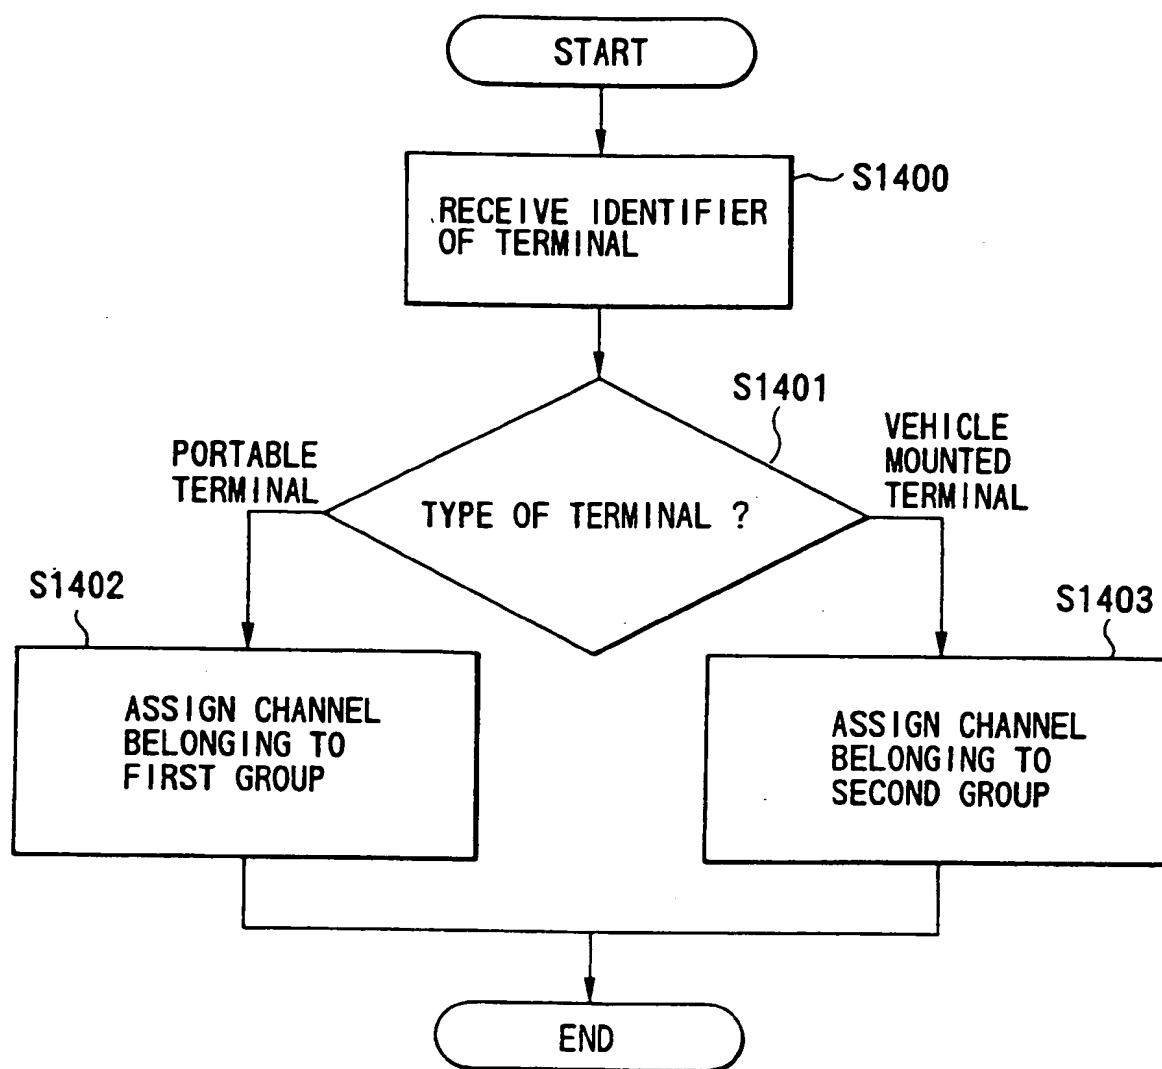 START
S1400
RECEIVE IDENTIFIER
OF TERMINAL
S1401
PORTABLE
TERMINAL
VEHICLE
MOUNTED
TERMINAL
TYPE OF TERMINAL ?
S1402
S1403
ASSIGN CHANNEL
BELONGING TO
FIRST GROUP
ASSIGN CHANNEL
BELONGING TO
SECOND GROUP
END